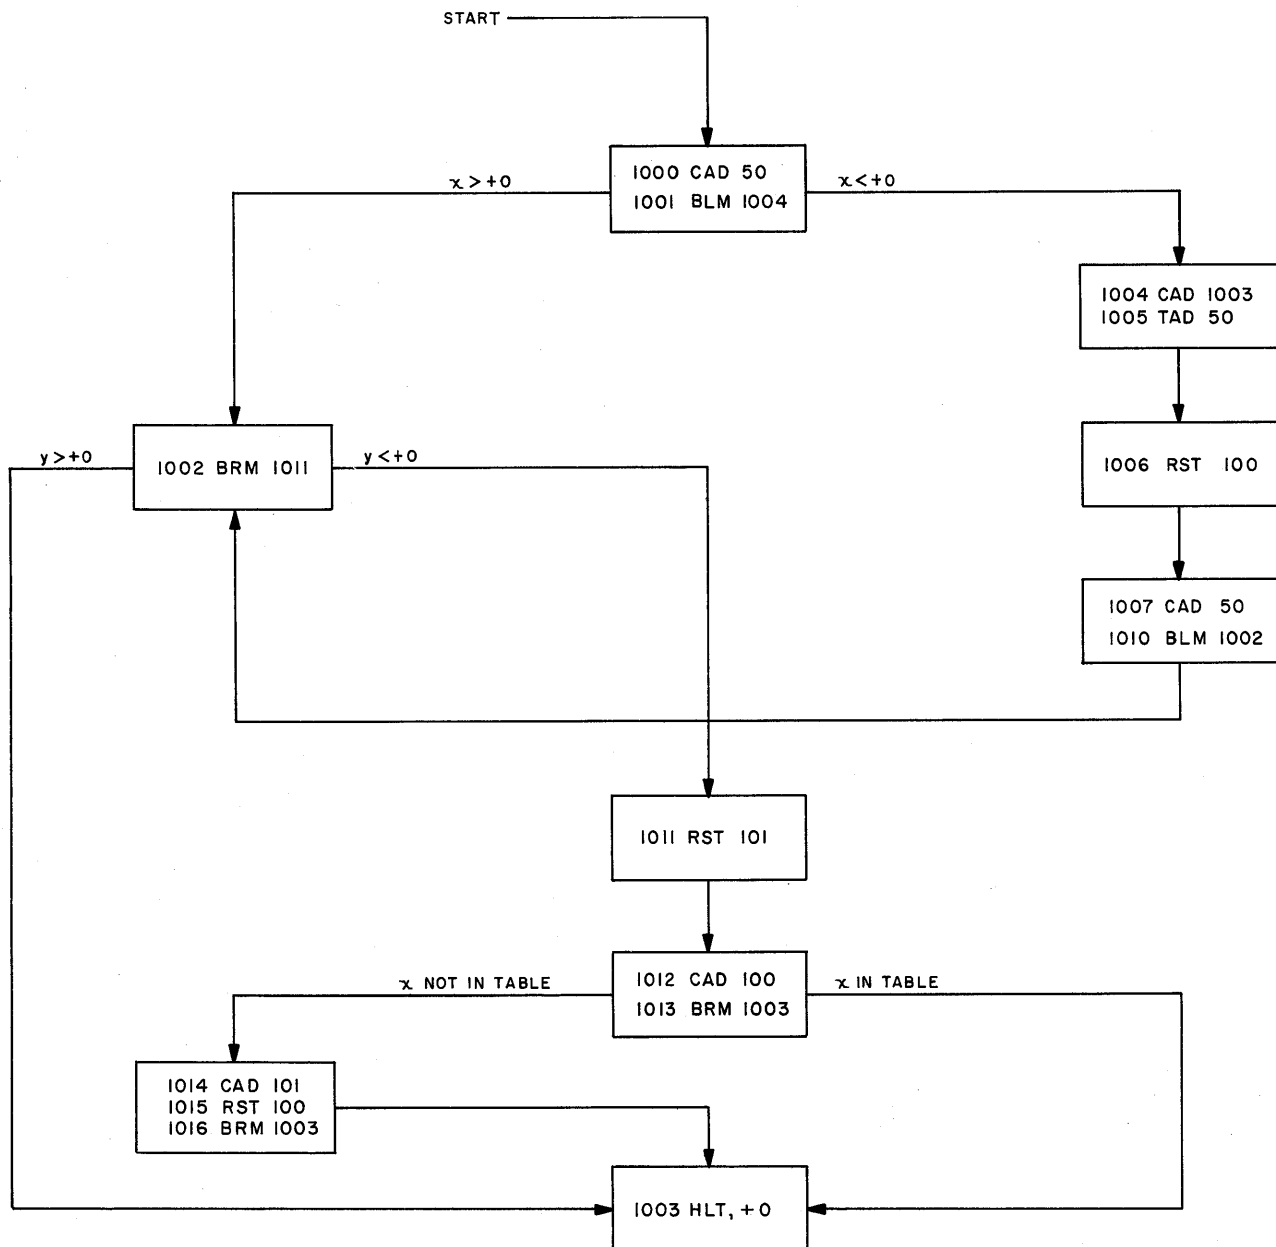 START
1000 CAD 50
1001 BLM 1004
x>+0
x<+0
1004 CAD 1003
1005 TAD 50
y>+0
1002 BRM 1011
y<+0
1006 RST 100
1007 CAD 50
1010 BLM 1002
1011 RST 101
x NOT IN TABLE
1012 CAD 100
1013 BRM 1003
x IN TABLE
1014 CAD 101
1015 RST 100
1016 BRM 1003
1003 HLT, +0